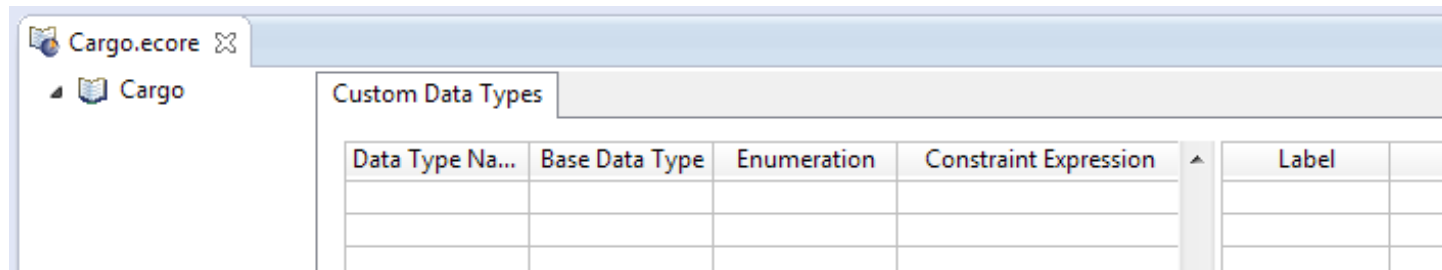 Cargo.ecore
Cargo
Custom Data Types
Data Type Na... Base Data Type Enumeration Constraint Expression Label